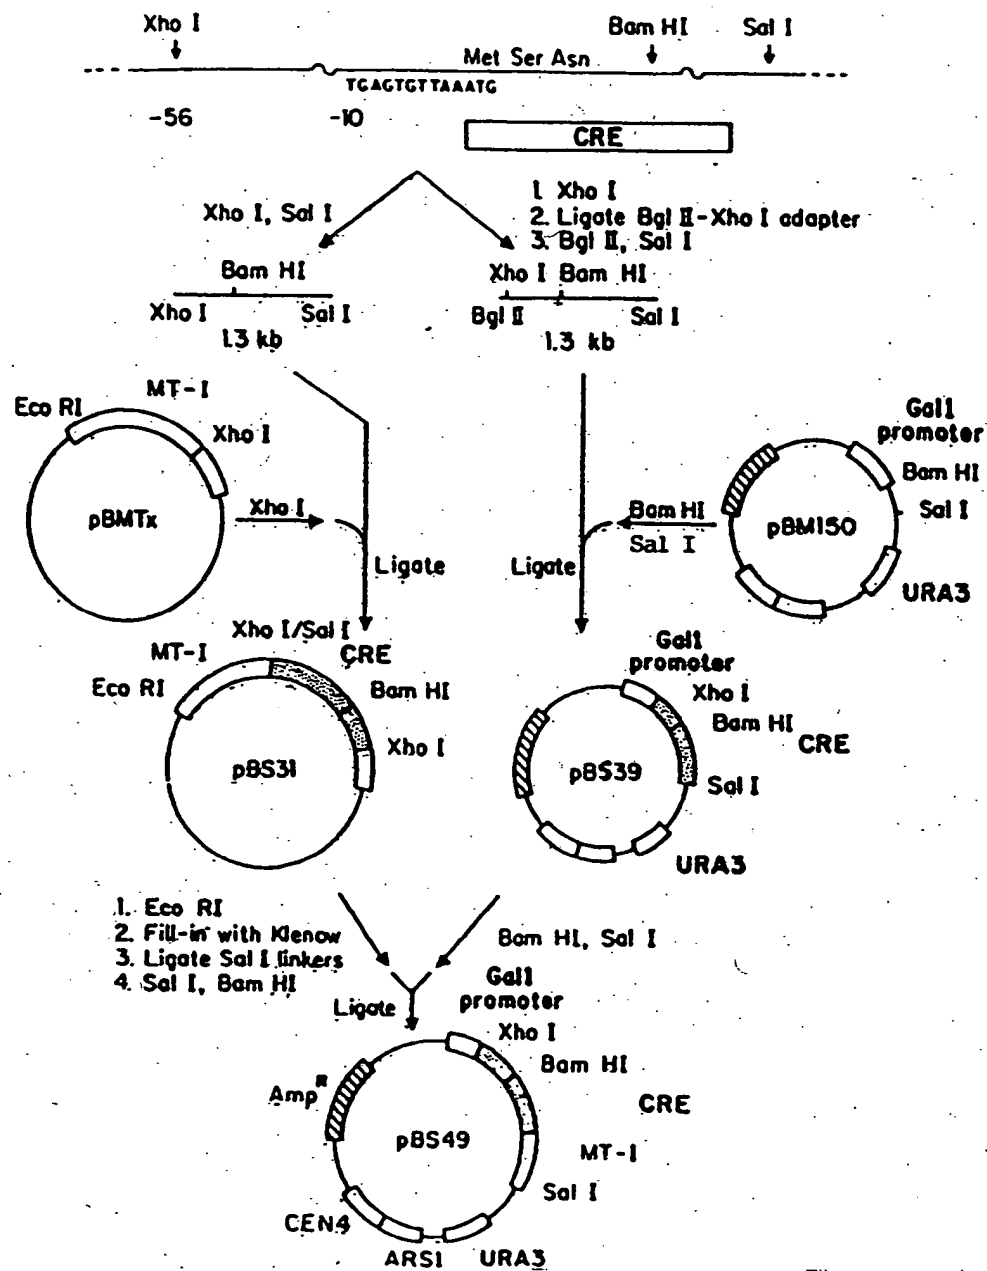 Xho I
Bam HI
Sal I
Met Ser Asn
TGAGTGTTAAATG
-56
-10
CRE
Xho I, Sal I
1. Xho I
2. Ligate Bgl II-Xho I adapter
3. Bgl II, Sal I
Bam HI
Xho I
Sal I
1.3 kb
Xho I
Bam HI
Bgl II
Sal I
1.3 kb
Eco RI
MT-I
Xho I
pBMTx
Xho I
Ligate
Gal1
promoter
Bam HI
Sal I
pBM150
URA3
Bam HI
Sal I
Ligate
Xho I/Sal I
MT-I
CRE
Eco RI
Bam HI
Xho I
pBS31
Gal1
promoter
Xho I
Bam HI
CRE
pBS39
Sal I
URA3
1. Eco RI
2. Fill-in with Klenow
3. Ligate Sal I linkers
4. Sal I, Bam HI
Bam HI, Sal I
Ligate
Gal1
promoter
Xho I
Bam HI
Amp R
CRE
pBS49
MT-I
Sal I
CEN4
ARS1
URA3